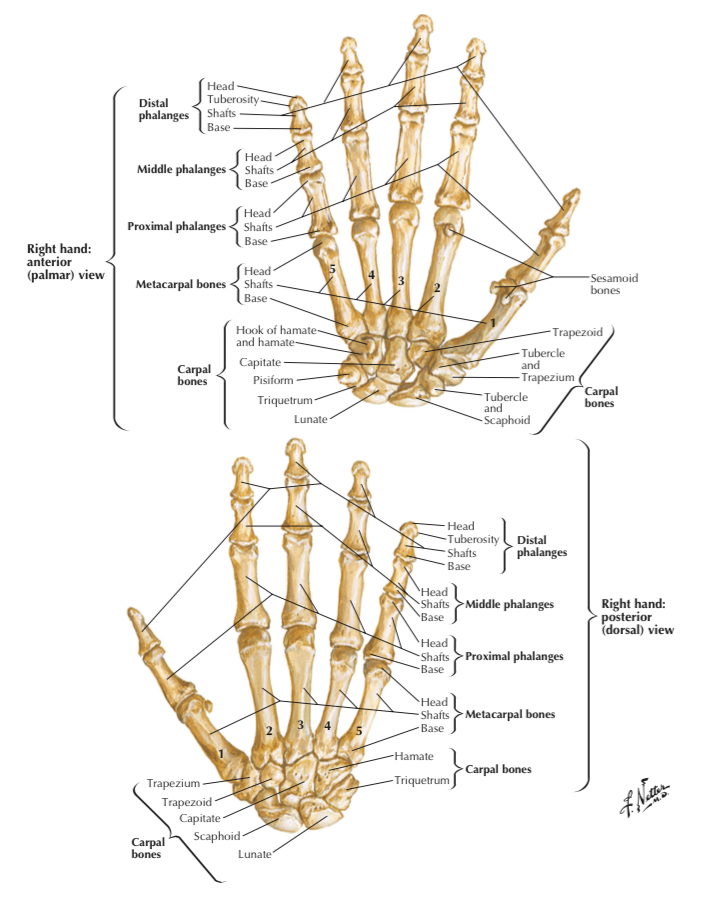 Right hand:
anterior
(palmar) view
Distal
phalanges
Head
Tuberosity
Shafts
Base
Middle phalanges
Head
Shafts
Base
Proximal phalanges
Head
Shafts
Base
Metacarpal bones
Head
Shafts
Base
5
4
3
2
1
Sesamoid
bones
Carpal
bones
Hook of hamate
and hamate
Capitate
Pisiform
Triquetrum
Lunate
Trapezoid
Tubercle
and
Trapezium
Tubercle
and
Scaphoid
Carpal
bones
Head
Tuberosity
Shafts
Base
Distal
phalanges
Head
Shafts
Base
Middle phalanges
Head
Shafts
Base
Proximal phalanges
Head
Shafts
Base
Metacarpal bones
Right hand:
posterior
(dorsal) view
1
2
3
4
5
Hamate
Triquetrum
Carpal bones
Trapezium
Trapezoid
Capitate
Scaphoid
Lunate
Carpal
bones
F. Netter
M.D.